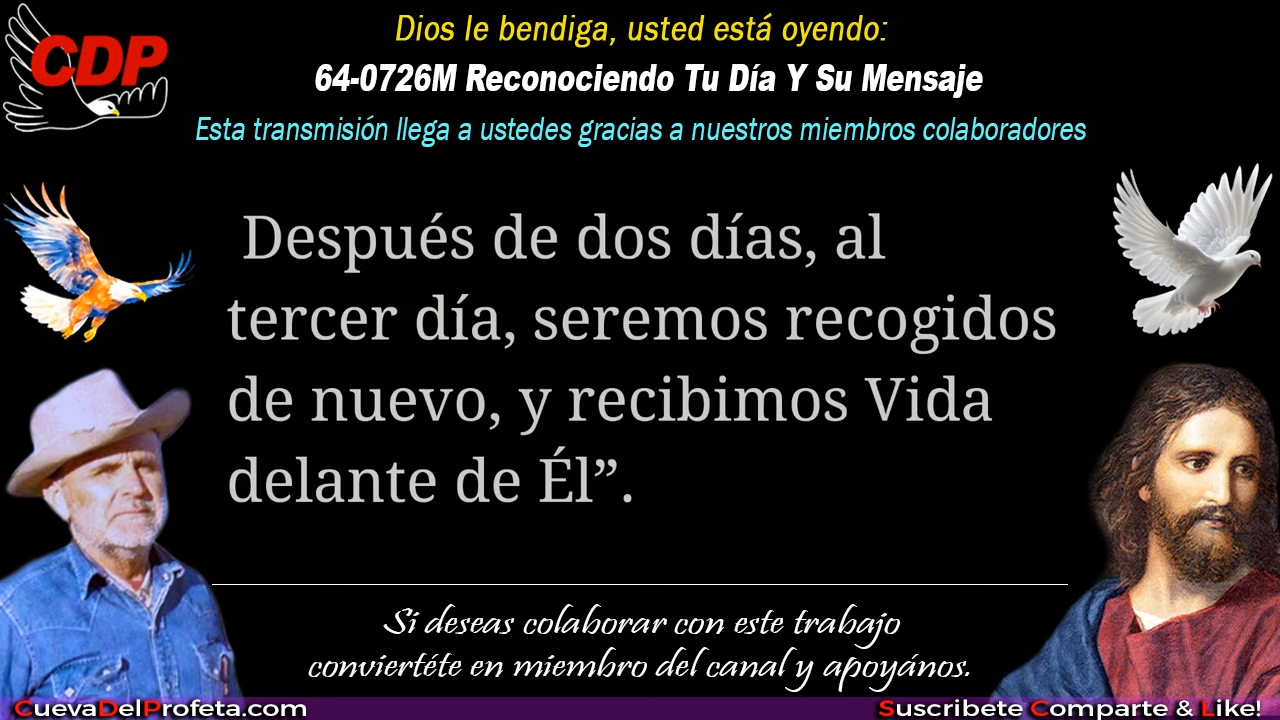 CDP
Dios le bendiga, usted está oyendo:
64-0726M Reconociendo Tu Día Y Su Mensaje
Esta transmisión llega a ustedes gracias a nuestros miembros colaboradores
Después de dos días, al
tercer día, seremos recogidos
de nuevo, y recibimos Vida
delante de Él”.
Si deseas colaborar con este trabajo
conviertéte en miembro del canal y apoyános.
CuevaDelProfeta.com
Suscribete Comparte & Like!